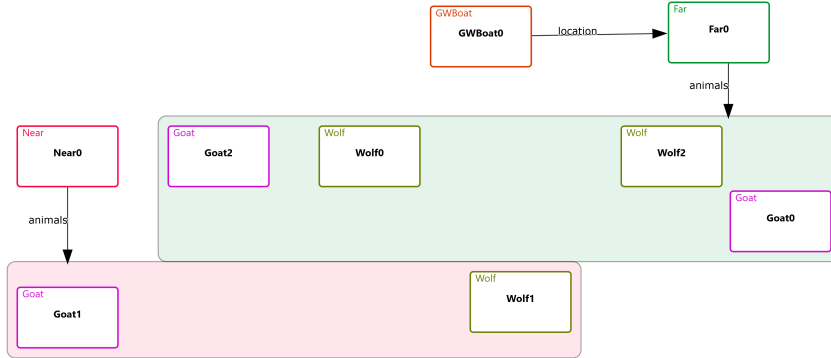 GWBoat
GWBoat0
location
Far
Far0
animals
Near
Near0
Goat
Goat2
Wolf
Wolf0
Wolf
Wolf2
Goat
Goat0
animals
Goat
Goat1
Wolf
Wolf1